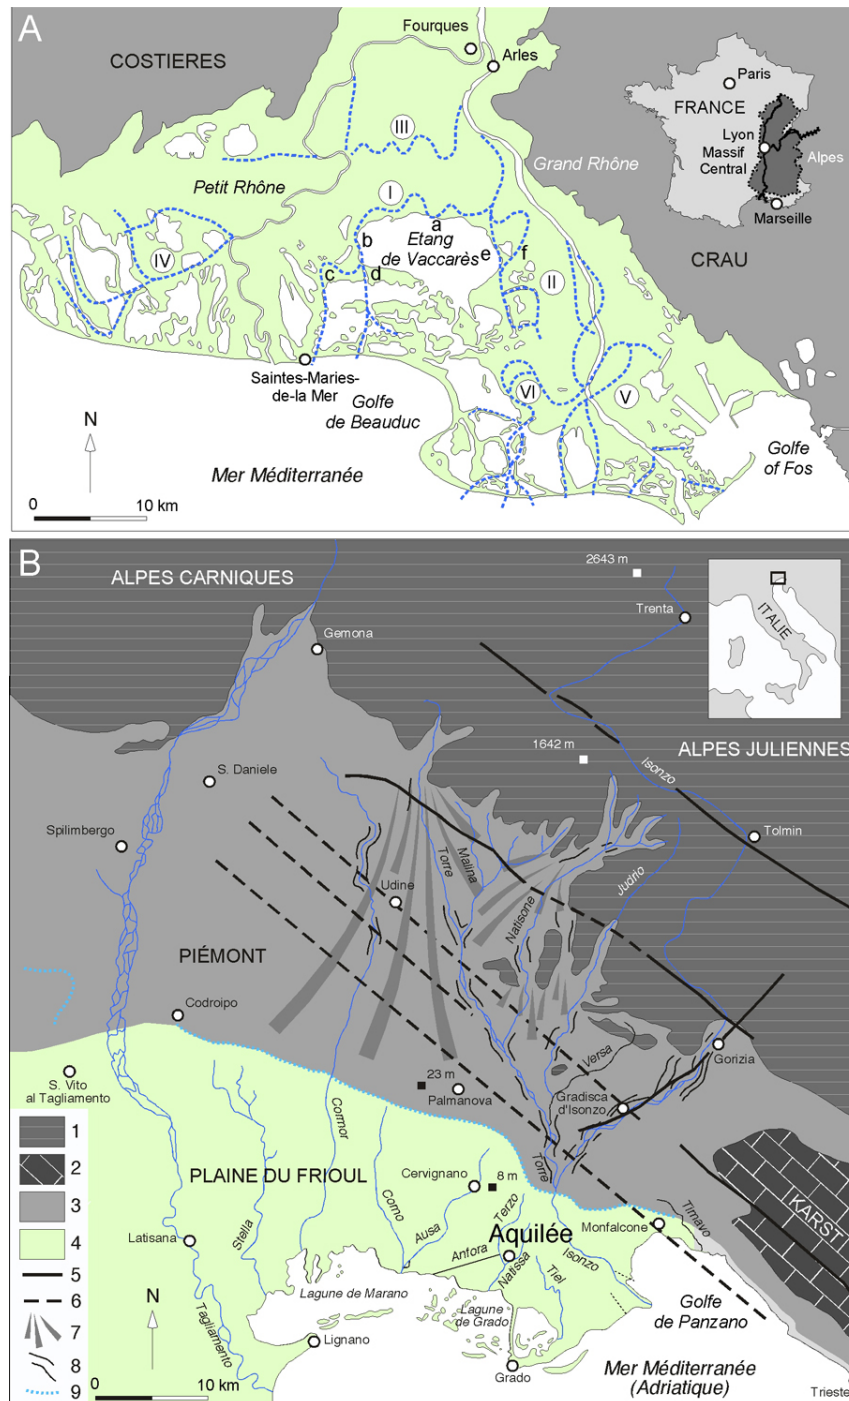 A
COSTIERES
Fourques
Arles
Paris
FRANCE
Lyon
Massif
Central
Alpes
Marseille
III
Grand Rhône
Petit Rhône
I
a
b
Etang
de Vaccarès
e
f
CRAU
IV
c
d
II
Saintes-Maries-
de-la Mer
Golfe
de Beauduc
VI
V
N
Mer Méditerranée
Golfe
of Fos
0
10 km
B
ALPES CARNIQUES
2643 m
Trenta
ITALIE
Gemona
1642 m
ALPES JULIENNES
Isonzo
S. Daniele
Tolmin
Spilimbergo
Torre
Malina
Judrio
Udine
Natisone
PIÉMONT
Codroipo
Versa
Gorizia
S. Vito
al Tagliamento
23 m
Palmanova
Gradisca
d'Isonzo
Cormor
1
2
3
4
5
6
7
8
9
PLAINE DU FRIOUL
Cervignano
8 m
Torre
Corno
Ausa
Terzo
Monfalcone
Timavo
KARST
Latisana
Stella
Aquilée
Anfora
Natissa
Tiel
Isonzo
N
Lagune de Marano
Lagune
de Grado
Golfe
de Panzano
Tagliamento
Lignano
Grado
Mer Méditerranée
(Adriatique)
Trieste
0
10 km